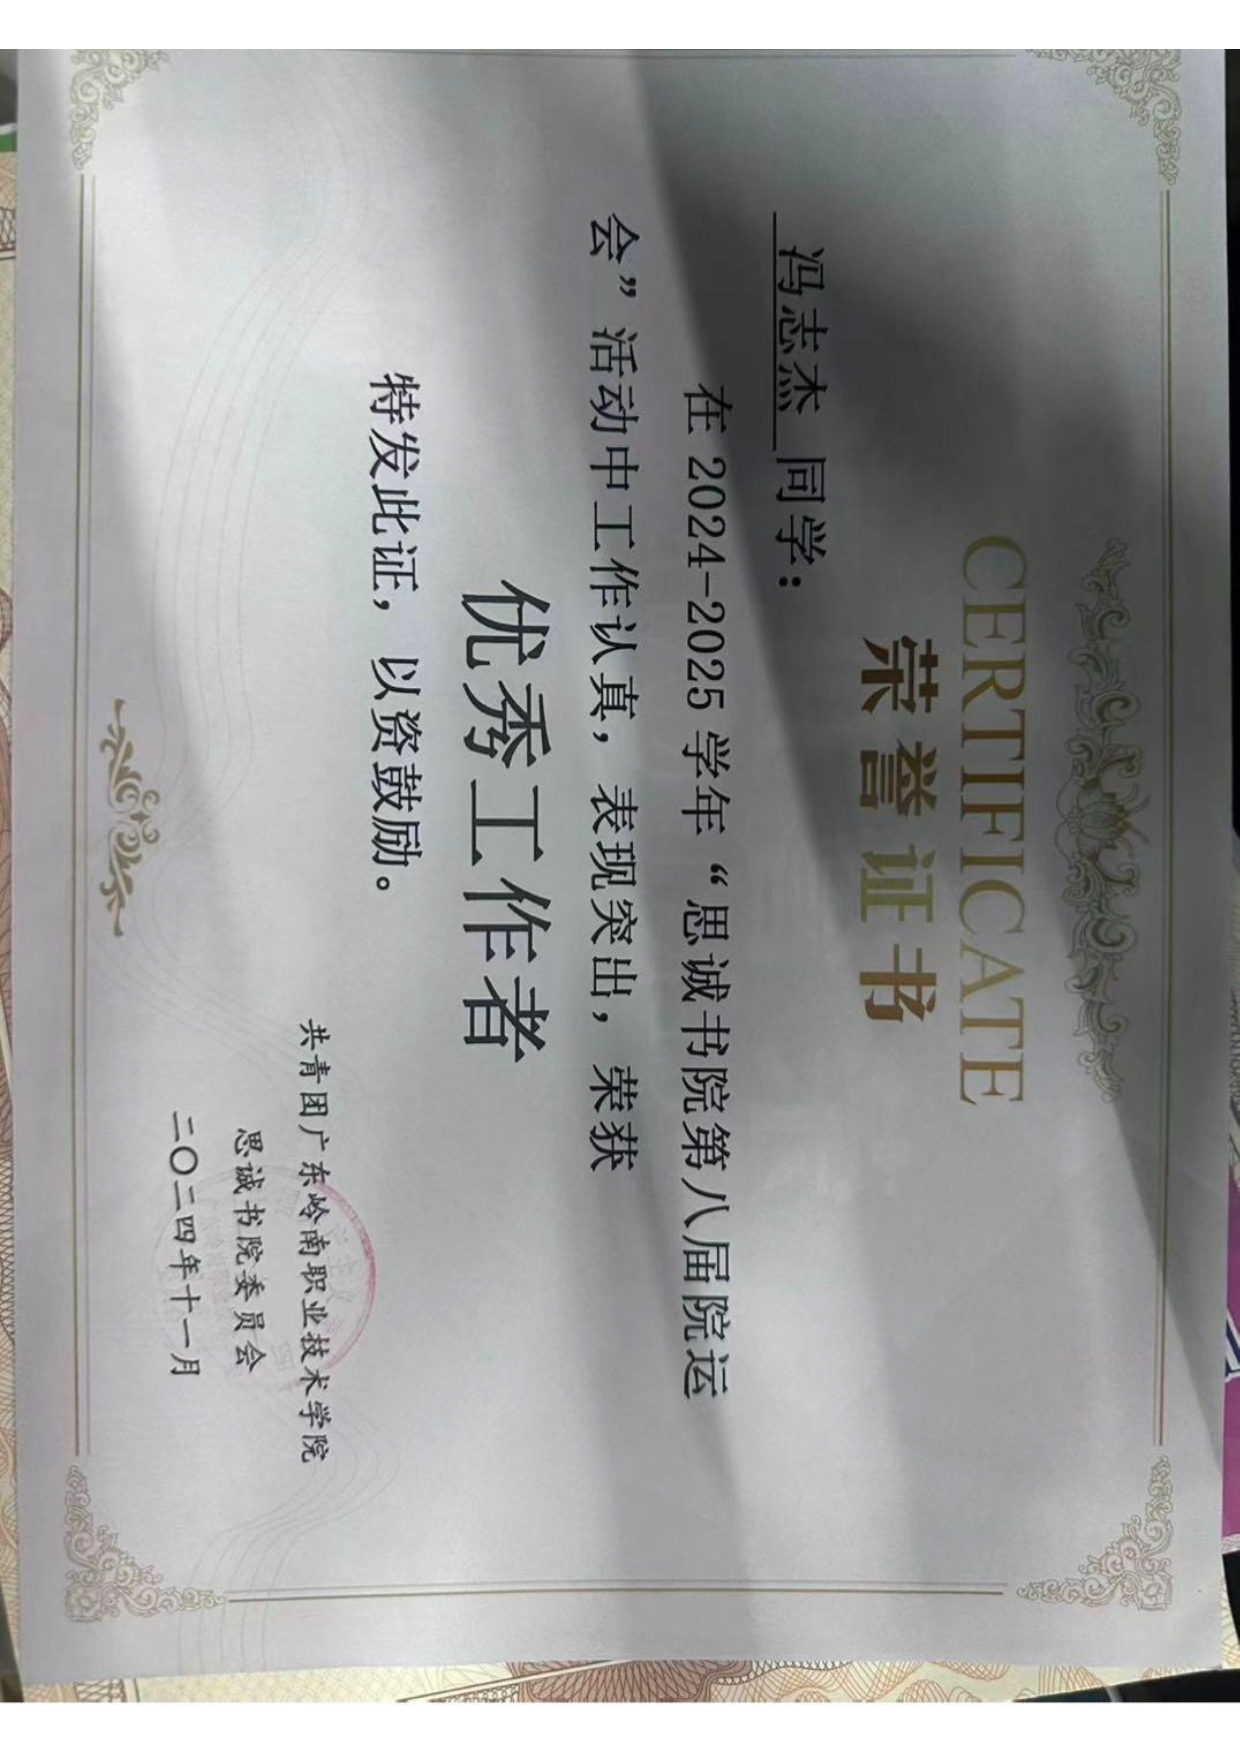 CERTIFICATE
荣誉证书
冯志杰 同学：
在 2024-2025 学年“思诚书院第八届院运
会”活动中工作认真，表现突出，荣获
优秀工作者
特发此证，以资鼓励。
共青团广东岭南职业技术学院
思诚书院委员会
二〇二四年十一月